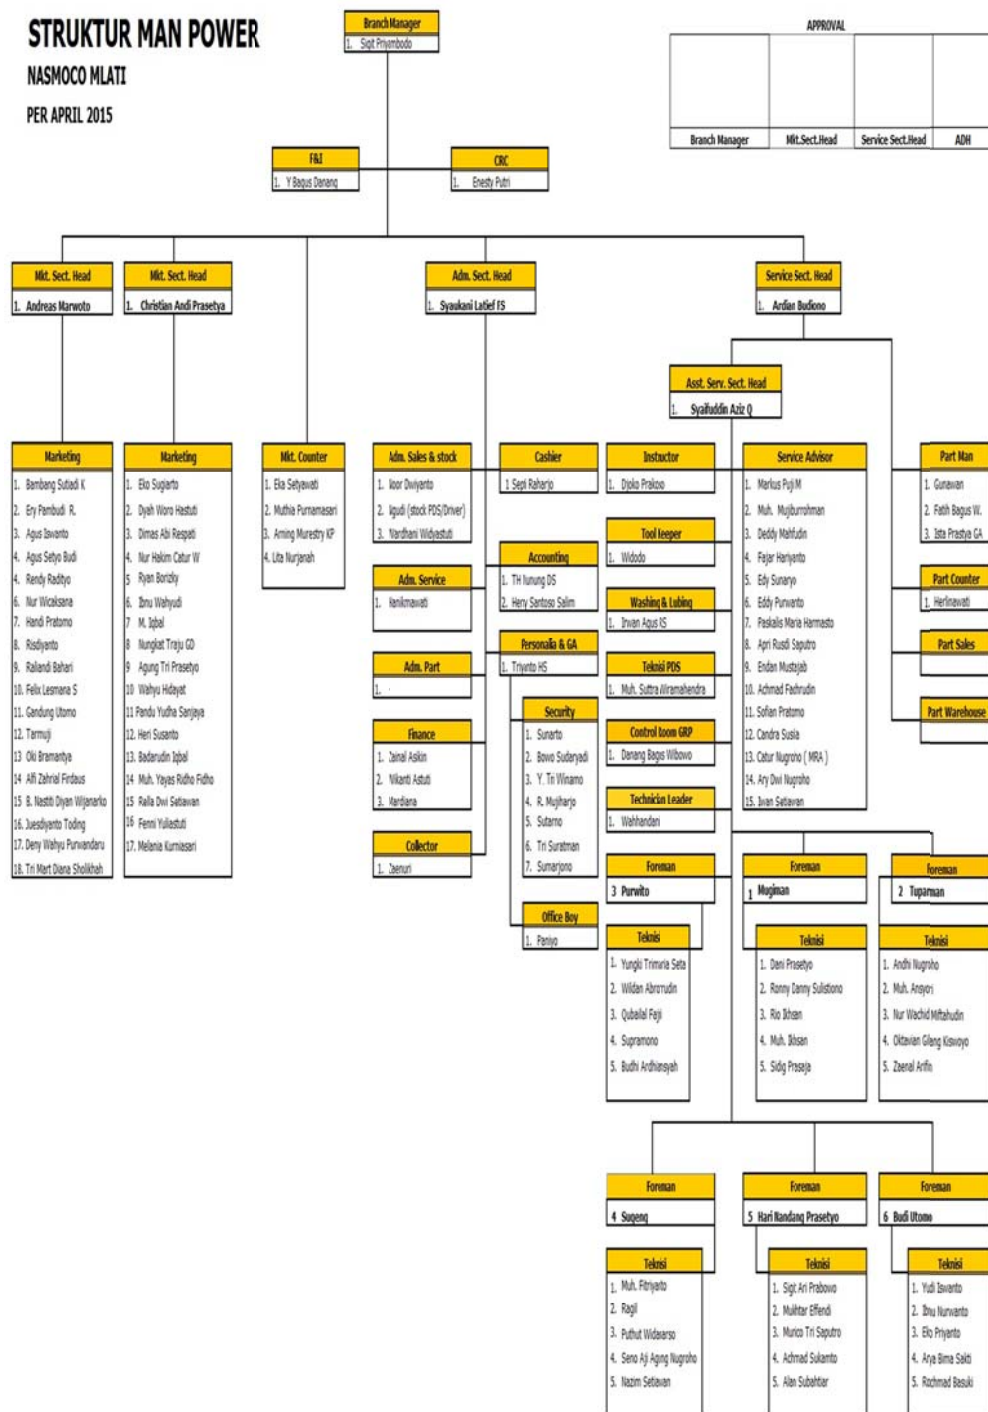 STRUKTUR MAN POWER
NASMOCO MLATI
PER APRIL 2015
Branch Manager
1. Sigit Priyembodo
APPROVAL
Branch Manager
Mkt.Sect.Head
Service Sect.Head
ADH
F&I
1. Y Bagus Danang
CRC
1. Enesty Putri
Mkt. Sect. Head
1. Andreas Marwoto
Mkt. Sect. Head
1. Christian Andi Prasetya
Adm. Sect. Head
1. Syaukani Latief FS
Service Sect. Head
1. Ardian Budiono
Asst. Serv. Sect. Head
1. Syaifuddin Aziz Q
Marketing
1. Bambang Sutiadi K
2. Ery Pambudi R.
3. Agus Iswanto
4. Agus Setyo Budi
4. Rendy Radityo
6. Nur Wicaksana
7. Handi Pratomo
8. Risdiyanto
9. Raliandi Bahari
10. Felix Lesmana S
11. Gandung Utomo
12. Tarmuji
13 Oki Bramantya
14 Alfi Zahrial Firdaus
15 B. Nastiti Diyan Wijanarko
16. Juesdiyanto Toding
17. Deny Wahyu Purwandaru
18. Tri Mart Diana Sholikhah
Marketing
1. Eko Sugiarto
2. Dyah Woro Hastuti
3. Dimas Abi Respati
4. Nur Hakim Catur W
5 Ryan Borizky
6. Ibnu Wahyudi
7 M. Iqbal
8 Nungkat Traju GD
9 Agung Tri Prasetyo
10 Wahyu Hidayat
11 Pandu Yudha Sanjaya
12. Heri Susanto
13. Badarudin Iqbal
14 Muh. Yayas Ridho Fidho
15 Ralla Dwi Setiawan
16 Fenni Yuliastuti
17. Melania Kurniasari
Mkt. Counter
1. Eka Setyawati
2. Muthia Purnamasari
3. Aming Murestry KP
4. Lita Nurjanah
Adm. Sales & stock
1. Noor Dwiyanto
2. Ngudi (stock PDS/Driver)
3. Wardhani Widyastuti
Adm. Service
1. Hanikmawati
Adm. Part
1.
Finance
1. Zainal Asikin
2. Wikanti Astuti
3. Mardiana
Collector
1. Zaenuri
Cashier
1 Sepi Raharjo
Accounting
1. TH Nunung DS
2. Heny Santoso Salim
Personalia & GA
1. Triyanto HS
Security
1. Sunarto
2. Bowo Sudaryadi
3. Y. Tri Winarno
4. R. Mujiharjo
5. Sutarno
6. Tri Suratman
7. Sumarjono
Office Boy
1. Paniyo
Instructor
1. Djoko Prakoso
Tool Keeper
1. Widodo
Washing & Lubing
1. Irwan Agus RS
Teknisi PDS
1. Muh. Suttra Wiramahendra
Control Room GRP
1. Danang Bagus Wibowo
Technician Leader
1. Wahhandari
Service Advisor
1. Markus Puji M
2. Muh. Mujiburrohman
3. Deddy Mahfudin
4. Fajar Hariyanto
5. Edy Sunaryo
6. Eddy Purwanto
7. Paskalis Maria Harmasto
8. Apri Rusdi Saputro
9. Endan Mustajab
10. Achmad Fachrudin
11. Sofian Pratomo
12. Candra Susila
13. Catur Nugroho ( MRA )
14. Ary Dwi Nugroho
15. Iwan Setiawan
Part Man
1. Gunawan
2. Fatih Bagus W.
3. Ista Prastya GA
Part Counter
1. Herlinawati
Part Sales
Part Warehouse
Foreman
3 Purwito
Teknisi
1. Yungki Trimiria Seta
2. Wildan Abrorrudin
3. Qubailal Fajji
4. Supramono
5. Budhi Ardhiansyah
Foreman
1 Mugiman
Teknisi
1. Dani Prasetyo
2. Ronny Danny Sulistiono
3. Rio Ikhsan
4. Muh. Ikhsan
5. Sidig Prasaja
Foreman
2 Tuparman
Teknisi
1. Andhi Nugroho
2. Muh. Ansyori
3. Nur Wachid Miftahudin
4. Oktavian Gilang Kiswoyo
5. Zaenal Arifin
Foreman
4 Sugeng
Teknisi
1. Muh. Fitriyanto
2. Ragil
3. Puthut Widasarso
4. Seno Aji Aging Nugroho
5. Nazim Setiawan
Foreman
5 Hari Nandang Prasetyo
Teknisi
1. Sigit Ari Prabowo
2. Mukhtar Effendi
3. Murico Tri Saputro
4. Achmad Sukamto
5. Alan Subahtiar
Foreman
6 Budi Utomo
Teknisi
1. Yudi Iswanto
2. Ibnu Nurwanto
3. Eko Priyanto
4. Arya Bima Sakti
5. Rochmad Basuki